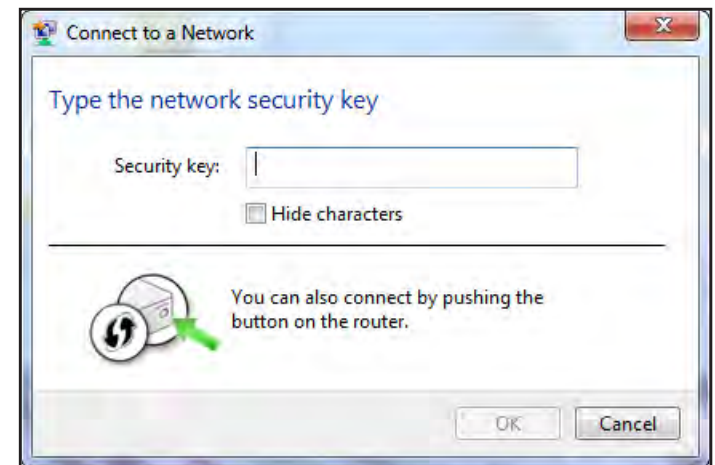 Connect to a Network
Type the network security key
Security key:
Hide characters
You can also connect by pushing the
button on the router.
OK
Cancel